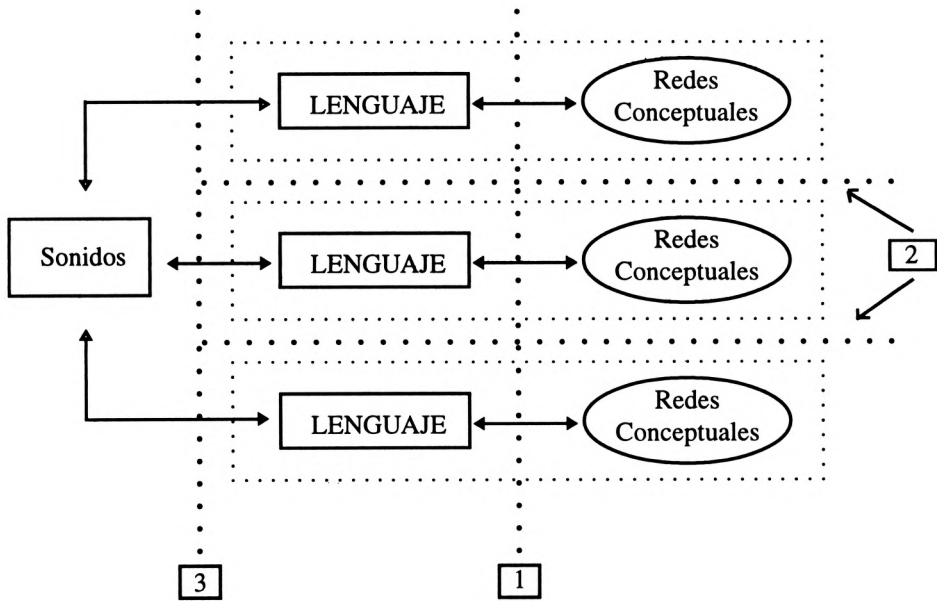 Redes
Conceptuales
LENGUAJE
Sonidos
LENGUAJE
Redes
Conceptuales
2
LENGUAJE
Redes
Conceptuales
3
1